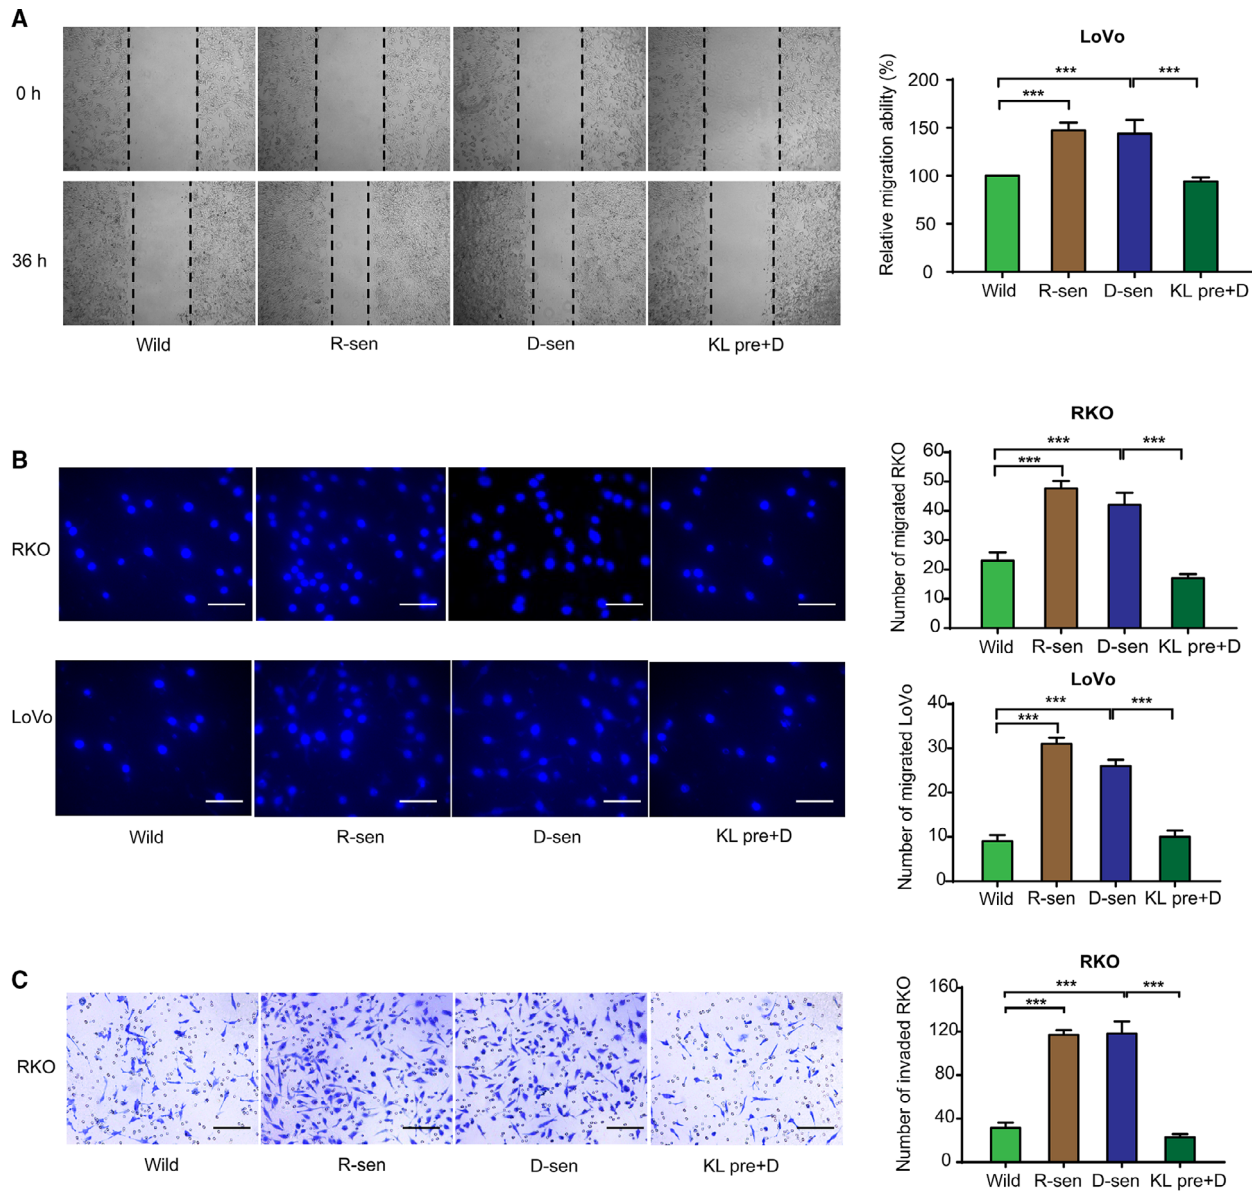 A
0 h
36 h
Wild R-sen D-sen KL pre+D
LoVo
Relative migration ability (%)
200
150
100
50
0
Wild R-sen D-sen KL pre+D
*** ***
***
B
RKO
LoVo
Wild R-sen D-sen KL pre+D
RKO
Number of migrated RKO
60
50
40
30
20
10
0
*** ***
***
Wild R-sen D-sen KL pre+D
LoVo
Number of migrated LoVo
40
30
20
10
0
*** ***
***
Wild R-sen D-sen KL pre+D
C
RKO
Wild R-sen D-sen KL pre+D
RKO
Number of invaded RKO
160
120
80
40
0
*** ***
***
Wild R-sen D-sen KL pre+D